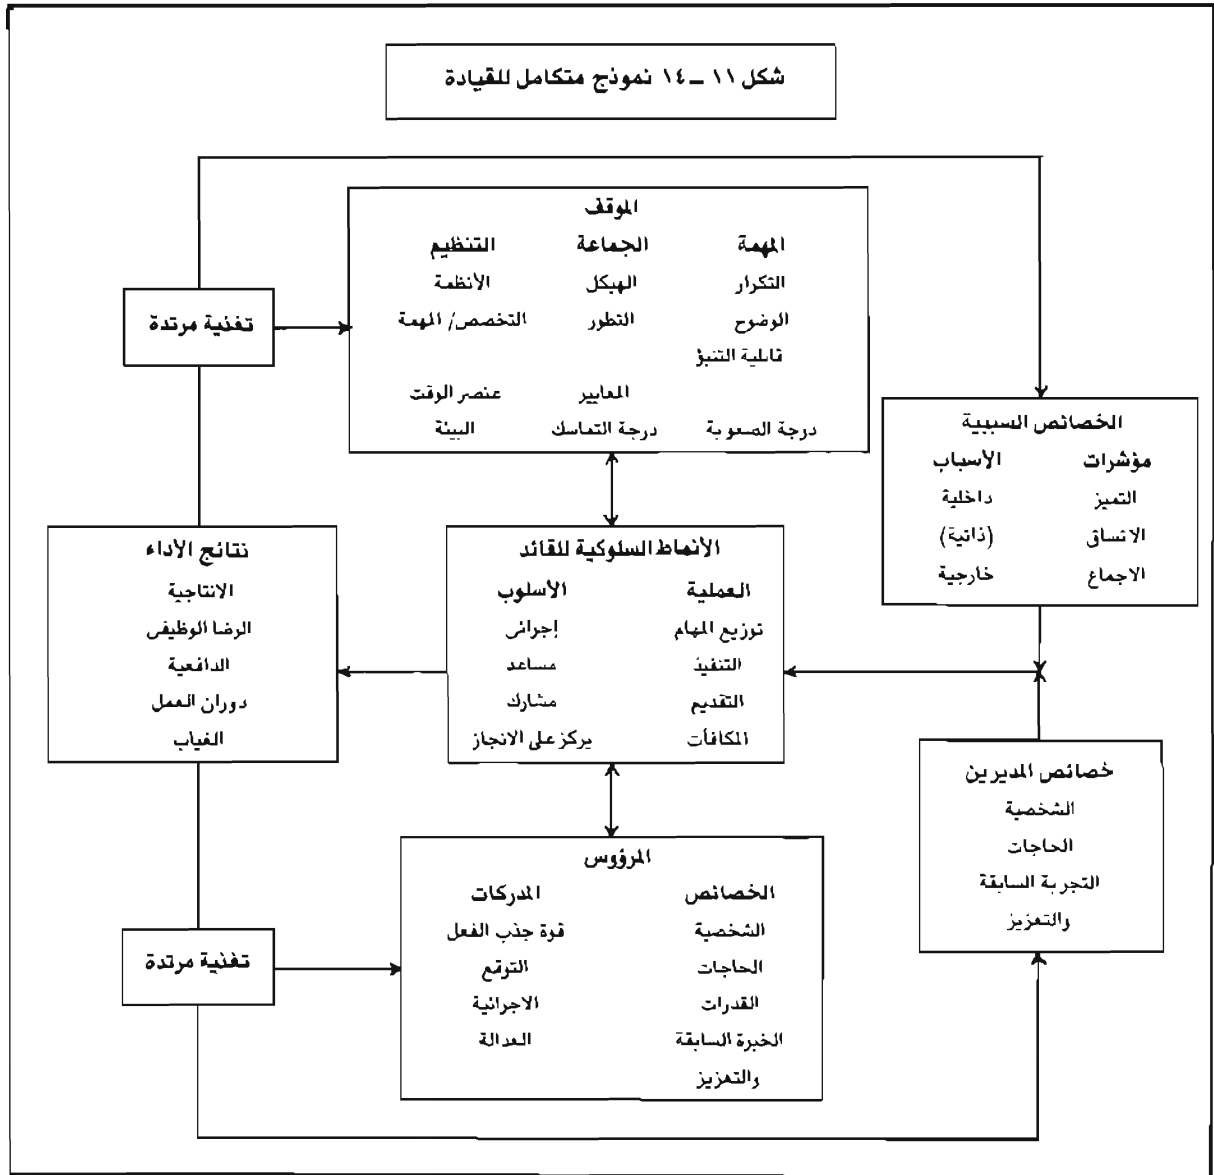 شكل ١١ – ١٤ نموذج متكامل للقيادة
الموقف
المهمة الجماعة التنظيم
التكرار الهيكل الأنظمة
الوضوح التطور التخصص/ المهمة
قابلية التنبؤ
المعايير عنصر الوقت
درجة الصعوبة درجة التماسك البيئة
تغذية مرتدة
الخصائص السببية
مؤشرات الأسباب
التميز داخلية
الاتساق (ذاتية)
الاجماع خارجية
الأنماط السلوكية للقائد
العملية الأسلوب
توزيع المهام إجرائى
التنفيذ مساعد
التقديم مشارك
المكافآت يركز على الانجاز
نتائج الأداء
الانتاجية
الرضا الوظيفى
الدافعية
دوران العمل
الغياب
خصائص المديرين
الشخصية
الحاجات
التجربة السابقة
والتعزيز
المرؤوس
الخصائص المدركات
الشخصية قوة جذب الفعل
الحاجات التوقع
القدرات الاجرائية
الخبرة السابقة العدالة
والتعزيز
تغذية مرتدة